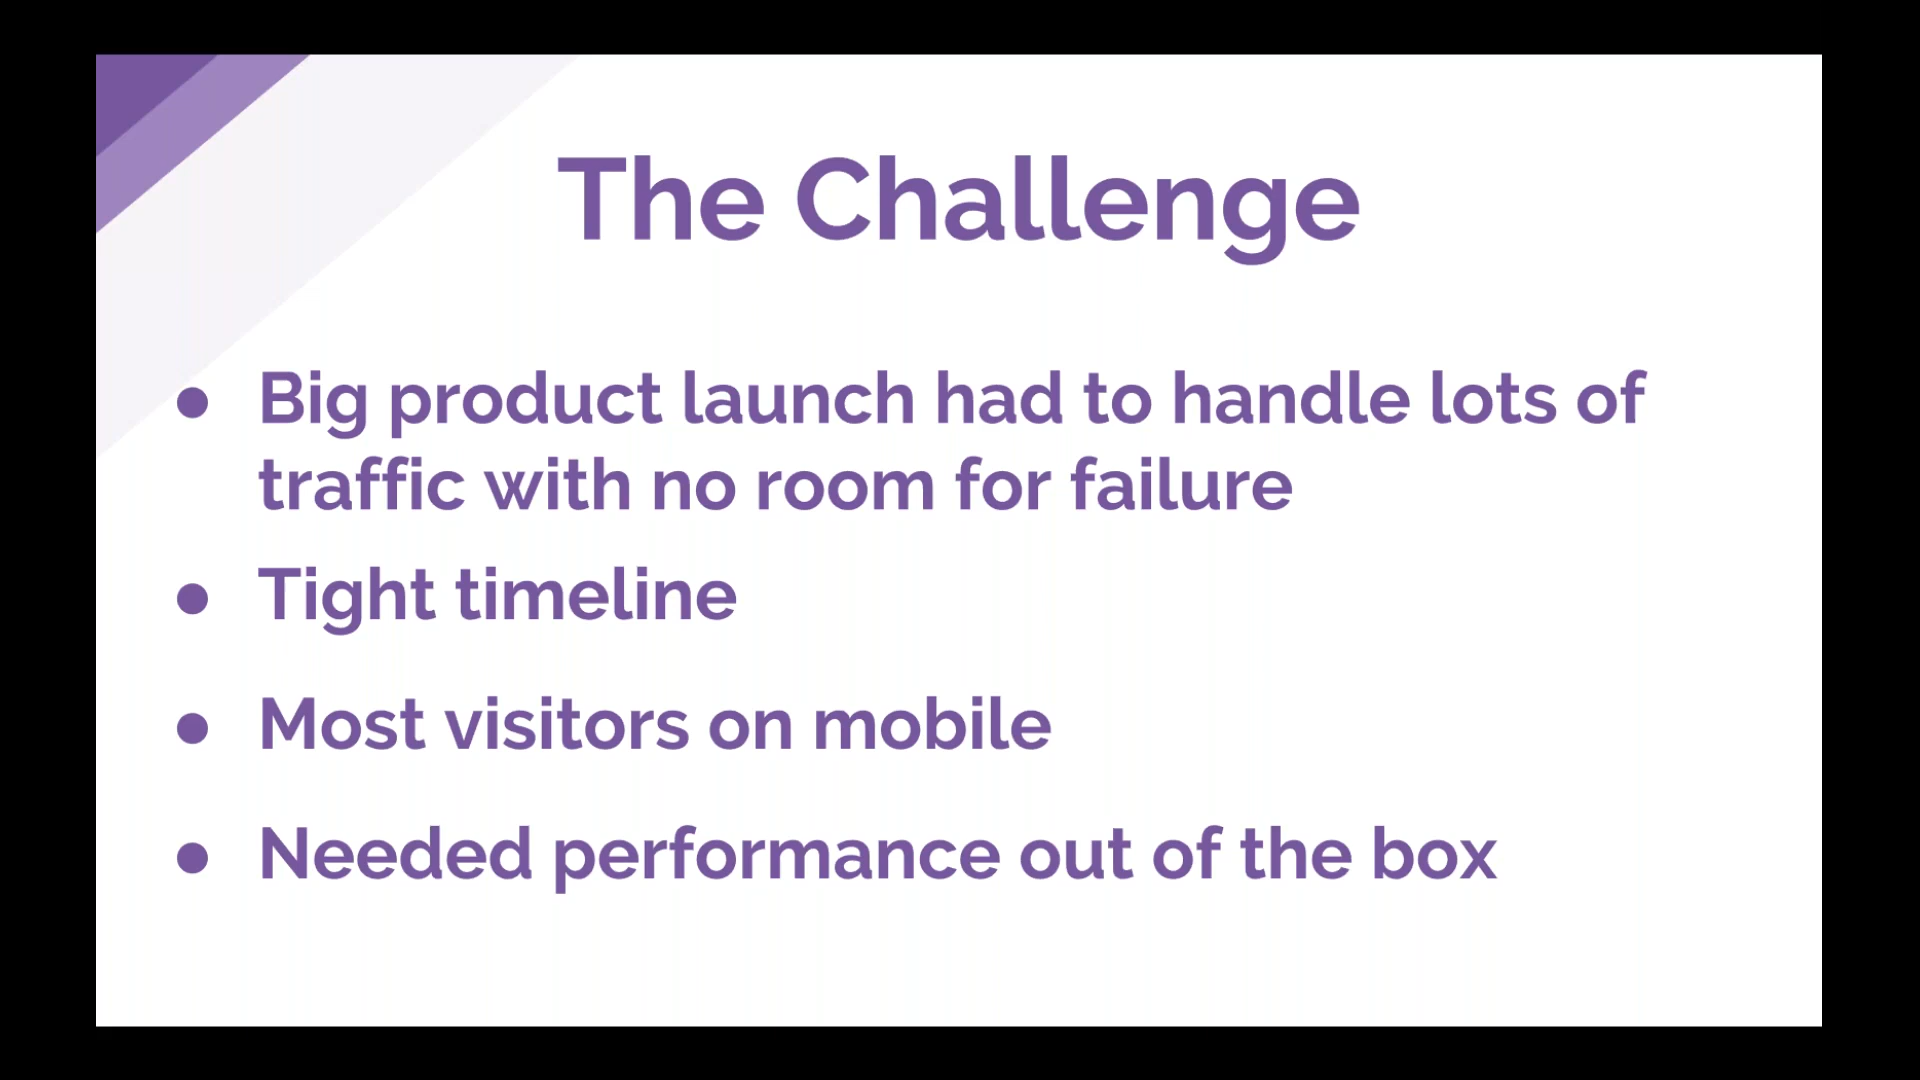 The Challenge
● Big product launch had to handle lots of
traffic with no room for failure
● Tight timeline
● Most visitors on mobile
● Needed performance out of the box